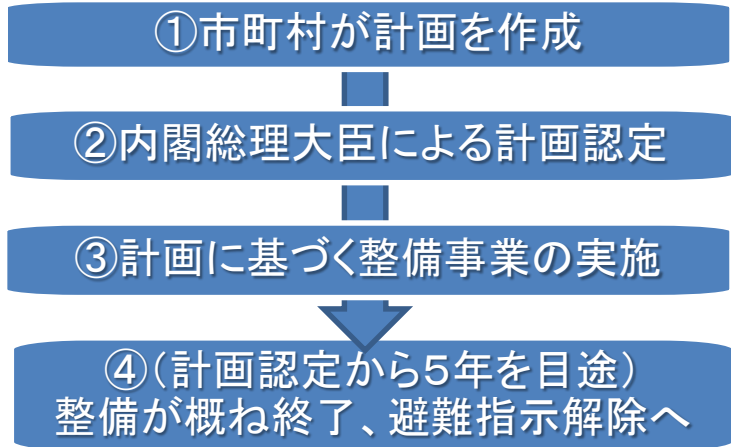 ①市町村が計画を作成
②内閣総理大臣による計画認定
③計画に基づく整備事業の実施
④(計画認定から5年を目途)
整備が概ね終了、避難指示解除へ